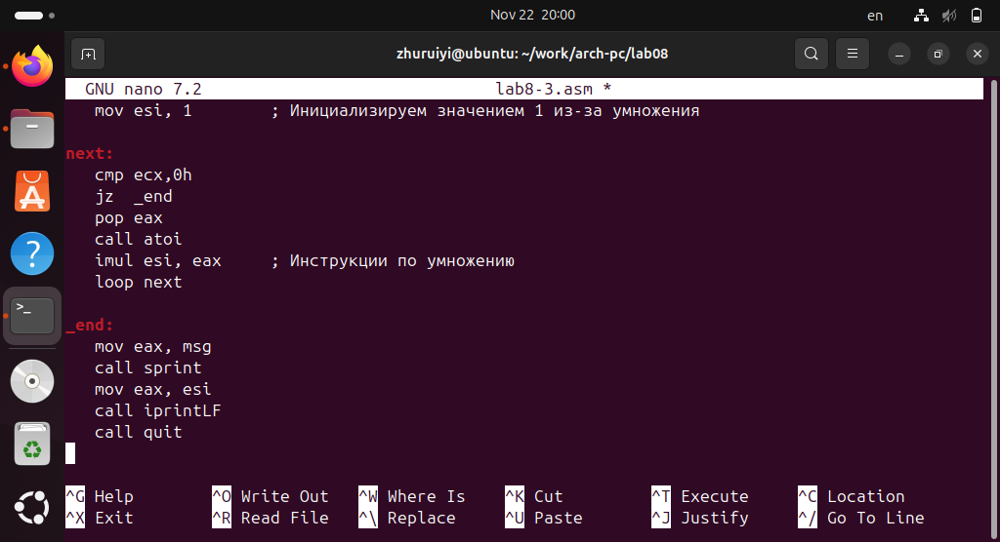 Nov 22 20:00
en
zhuruiyi@ubuntu: ~/work/arch-pc/lab08
GNU nano 7.2 lab8-3.asm *
mov esi, 1 ; Инициализируем значением 1 из-за умножения
next:
cmp ecx,0h
jz _end
pop eax
call atoi
imul esi, eax ; Инструкции по умножению
loop next
_end:
mov eax, msg
call sprint
mov eax, esi
call iprintLF
call quit
^G Help ^O Write Out ^W Where Is ^K Cut ^T Execute ^C Location
^X Exit ^R Read File ^\ Replace ^U Paste ^J Justify ^/ Go To Line